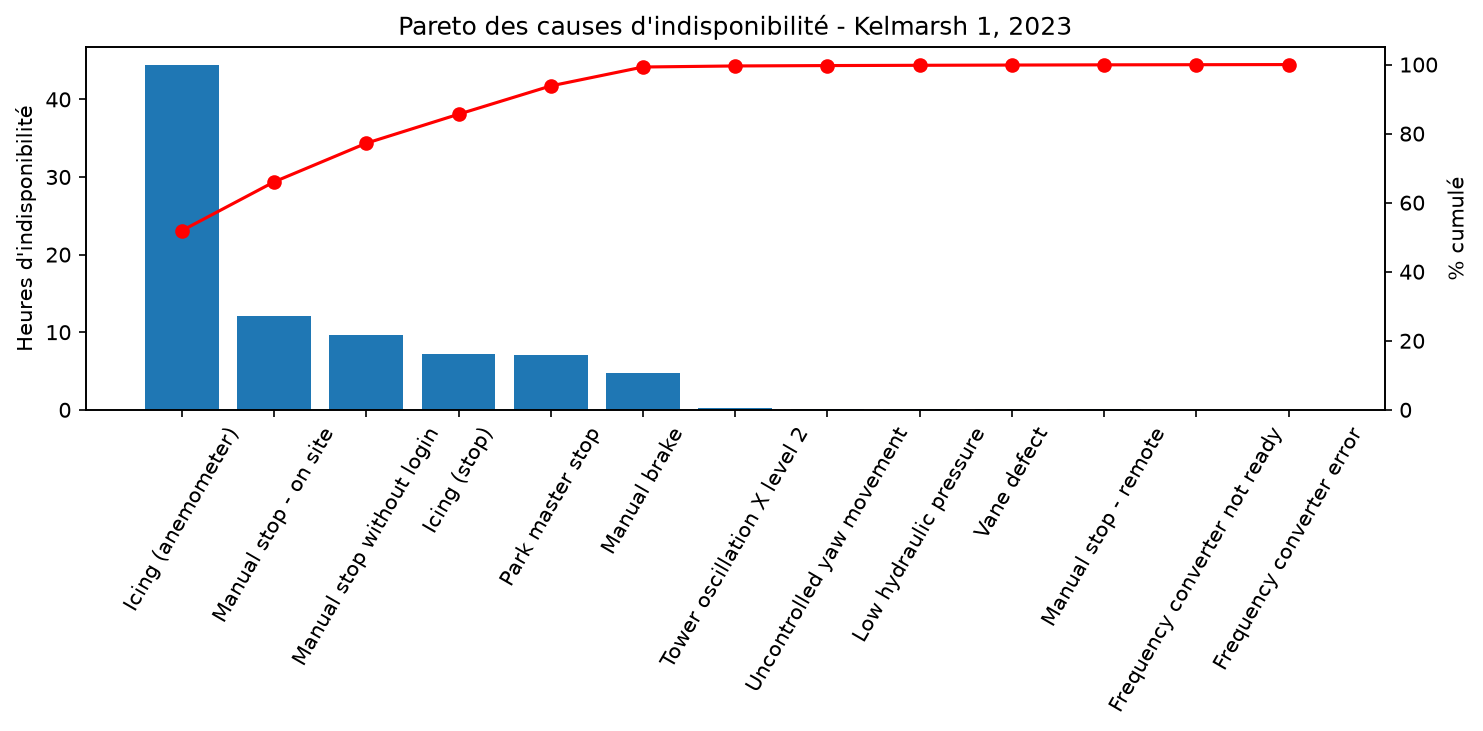 Pareto des causes d'indisponibilité - Kelmarsh 1, 2023
Heures d'indisponibilité
40
30
20
10
0
100
80
60
40
20
0
% cumulé
Icing (anemometer)
Manual stop - on site
Manual stop without login
Icing (stop)
Park master stop
Manual brake
Tower oscillation X level 2
Uncontrolled yaw movement
Low hydraulic pressure
Vane defect
Manual stop - remote
Frequency converter not ready
Frequency converter error